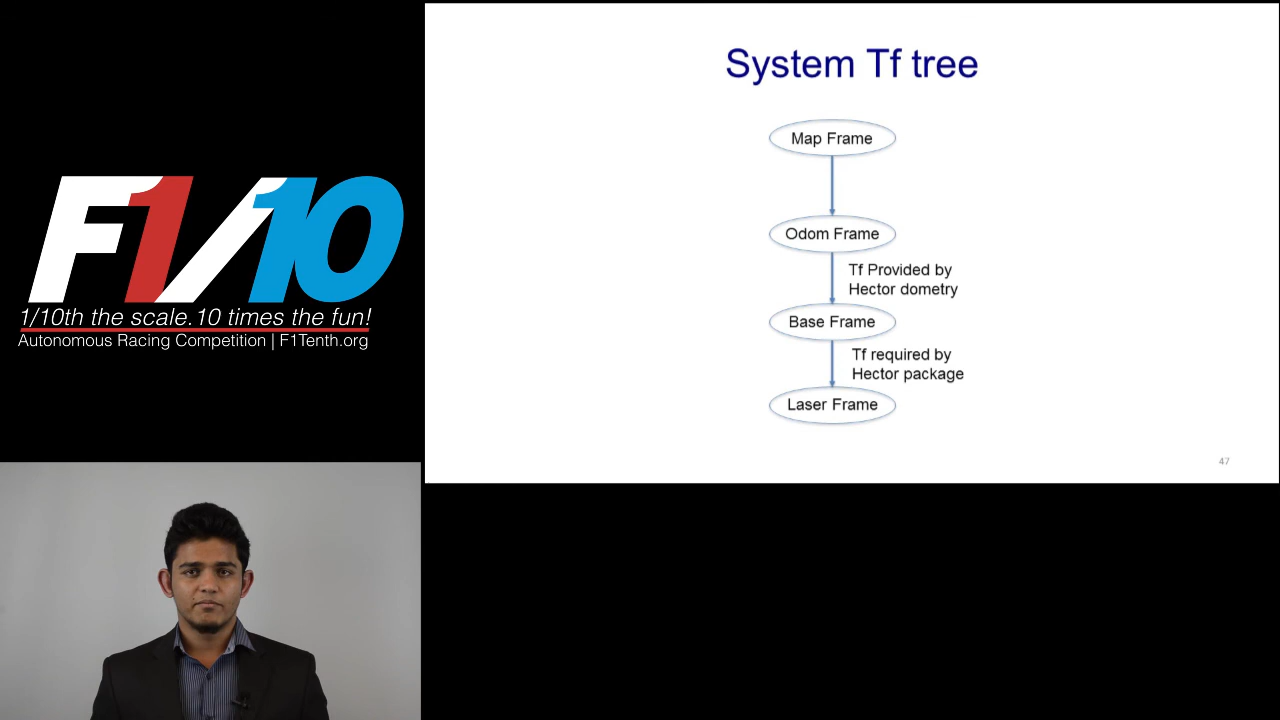 F1/10
1/10th the scale.10 times the fun!
Autonomous Racing Competition | F1Tenth.org
System Tf tree
Map Frame
Odom Frame
Tf Provided by
Hector dometry
Base Frame
Tf required by
Hector package
Laser Frame
47